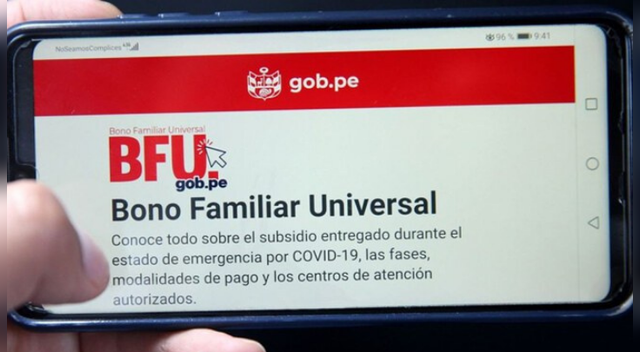 NoSeamosComplices
96 %
9:41
gob.pe
Bono Familiar Universal
BFU.
gob.pe
Bono Familiar Universal
Conoce todo sobre el subsidio entregado durante el
estado de emergencia por COVID-19, las fases,
modalidades de pago y los centros de atención
autorizados.